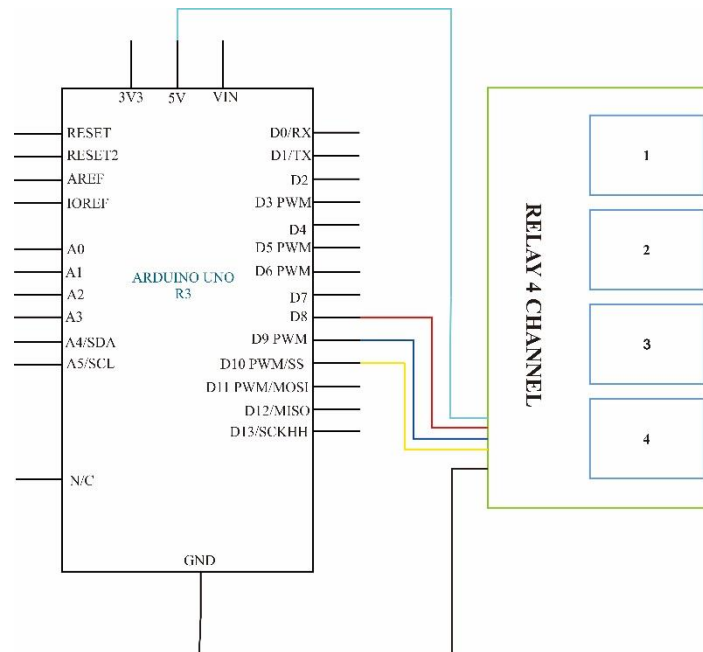 3V3 5V VIN
RESET
RESET2
AREF
IOREF
A0
A1
A2
A3
A4/SDA
A5/SCL
N/C
ARDUINO UNO
R3
D0/RX
D1/TX
D2
D3 PWM
D4
D5 PWM
D6 PWM
D7
D8
D9 PWM
D10 PWM/SS
D11 PWM/MOSI
D12/MISO
D13/SCKHH
GND
RELAY 4 CHANNEL
1
2
3
4